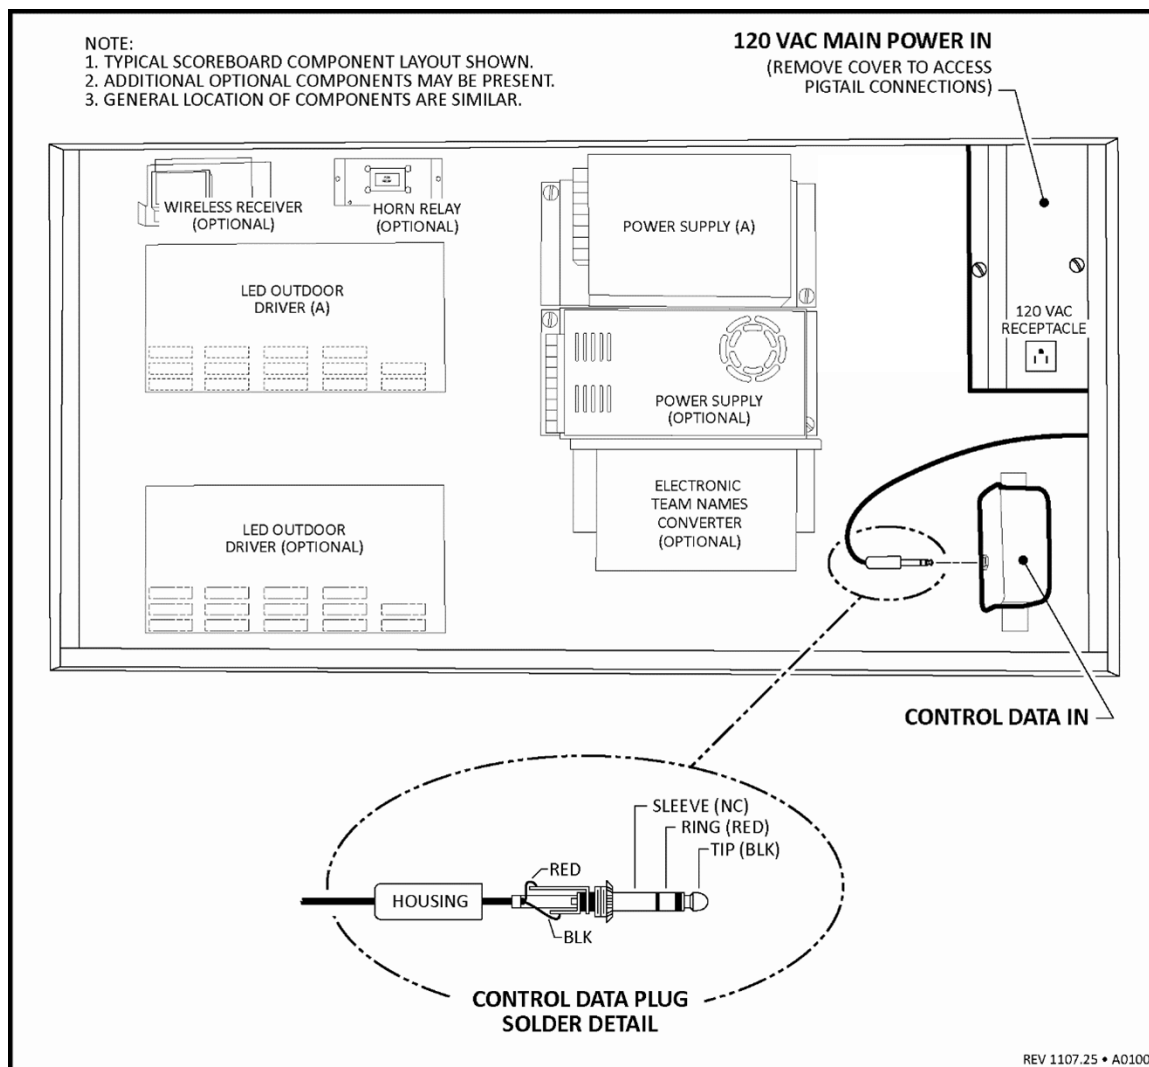 NOTE:
1. TYPICAL SCOREBOARD COMPONENT LAYOUT SHOWN.
2. ADDITIONAL OPTIONAL COMPONENTS MAY BE PRESENT.
3. GENERAL LOCATION OF COMPONENTS ARE SIMILAR.
120 VAC MAIN POWER IN
(REMOVE COVER TO ACCESS
PIGTAIL CONNECTIONS)
WIRELESS RECEIVER
(OPTIONAL)
HORN RELAY
(OPTIONAL)
POWER SUPPLY (A)
LED OUTDOOR
DRIVER (A)
120 VAC
RECEPTACLE
POWER SUPPLY
(OPTIONAL)
ELECTRONIC
TEAM NAMES
CONVERTER
(OPTIONAL)
LED OUTDOOR
DRIVER (OPTIONAL)
CONTROL DATA IN
SLEEVE (NC)
RING (RED)
TIP (BLK)
RED
HOUSING
BLK
CONTROL DATA PLUG
SOLDER DETAIL
REV 1107.25 • A0100